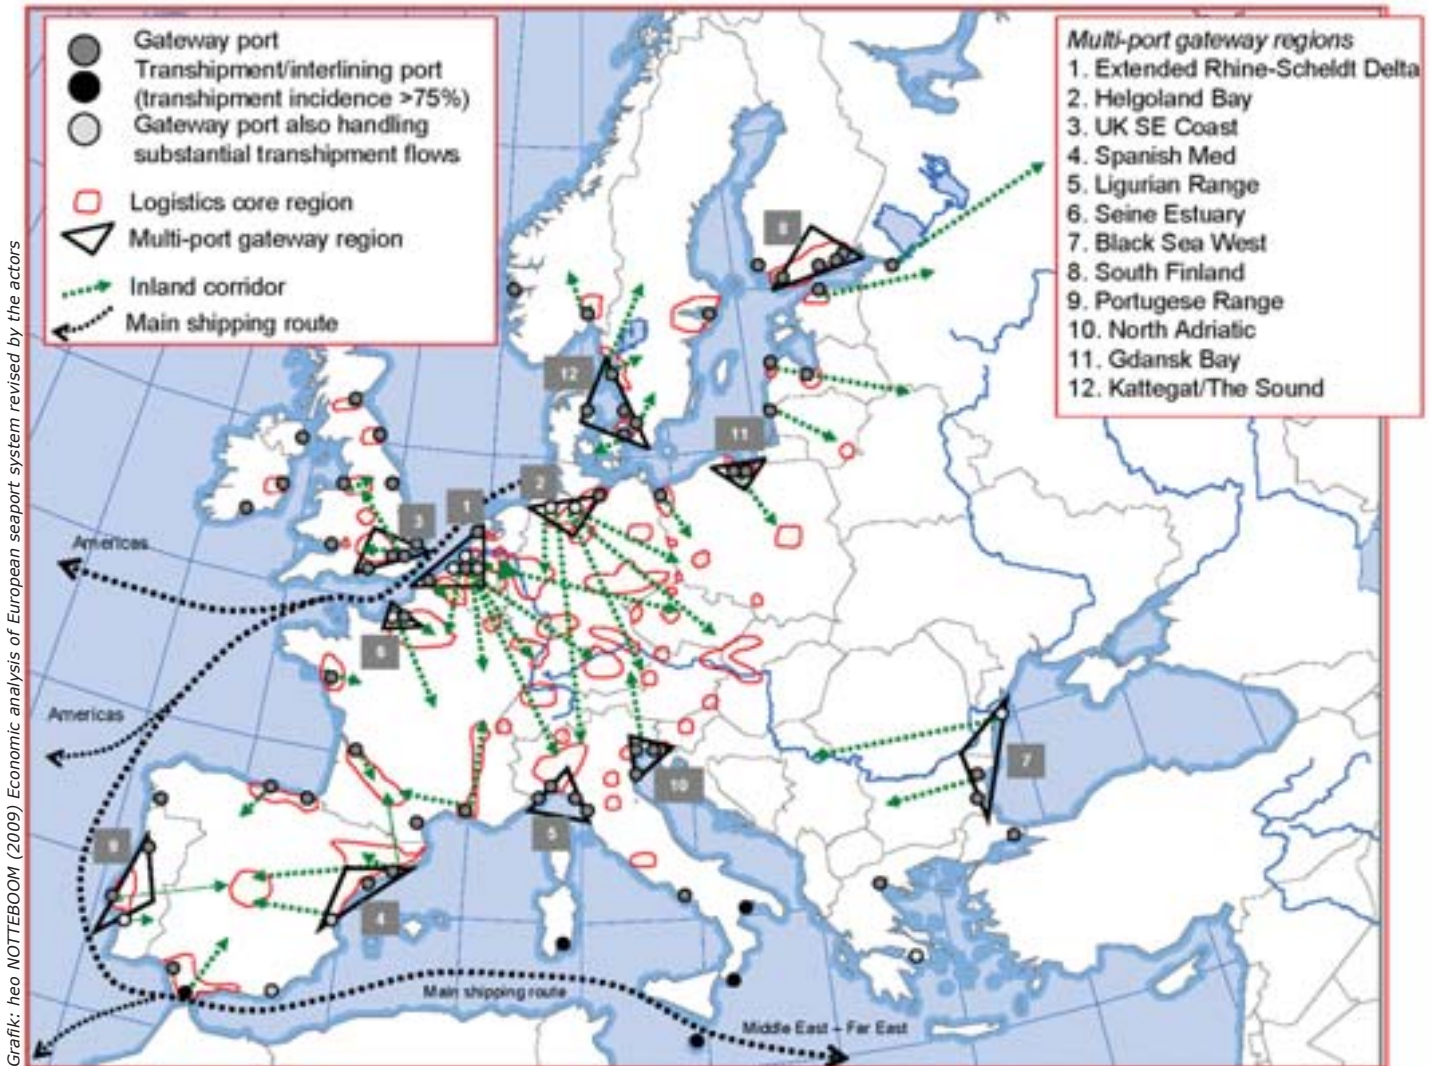 Gateway port
Transhipment/interlining port
(transhipment incidence >75%)
Gateway port also handling
substantial transhipment flows
Logistics core region
Multi-port gateway region
Inland corridor
Main shipping route
Multi-port gateway regions
1. Extended Rhine-Scheldt Delta
2. Helgoland Bay
3. UK SE Coast
4. Spanish Med
5. Ligurian Range
6. Seine Estuary
7. Black Sea West
8. South Finland
9. Portugese Range
10. North Adriatic
11. Gdansk Bay
12. Kattegat/The Sound
8
12
11
2
1
3
Americas
6
Americas
7
10
5
9
4
Main shipping route
Middle East – Far East
Grafik: heo NOTTEBOOM (2009) Economic analysis of European seaport system revised by the actors